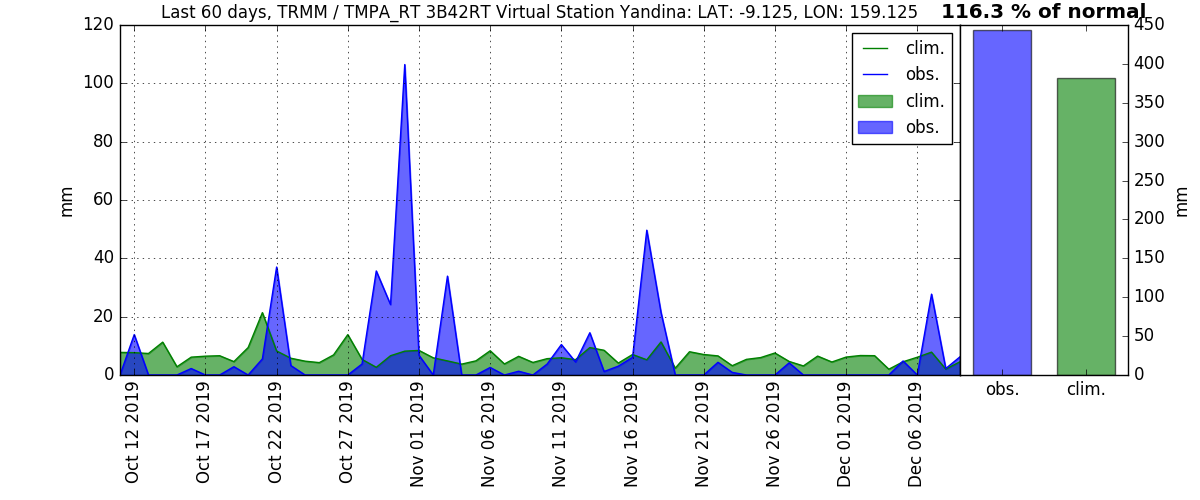 Last 60 days, TRMM / TMPA_RT 3B42RT Virtual Station Yandina: LAT: -9.125, LON: 159.125
116.3 % of normal
120
100
80
60
40
20
0
mm
clim.
obs.
clim.
obs.
450
400
350
300
250
200
150
100
50
0
mm
Oct 12 2019
Oct 17 2019
Oct 22 2019
Oct 27 2019
Nov 01 2019
Nov 06 2019
Nov 11 2019
Nov 16 2019
Nov 21 2019
Nov 26 2019
Dec 01 2019
Dec 06 2019
obs.
clim.